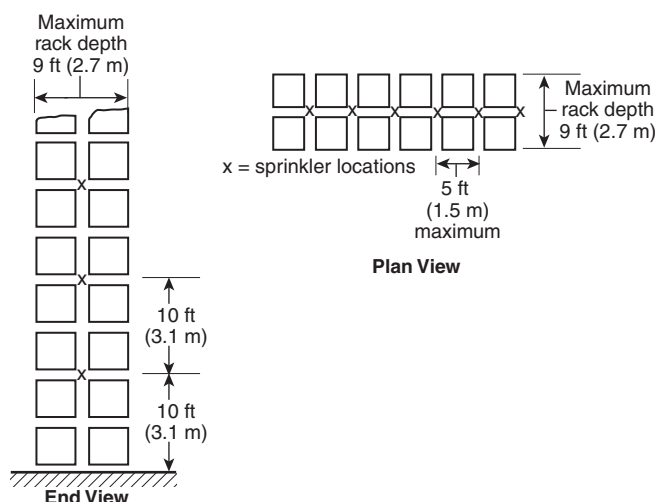 Maximum
rack depth
9 ft (2.7 m)
x
x
10 ft
(3.1 m)
x
10 ft
(3.1 m)
End View
x x x x x x
Maximum
rack depth
9 ft (2.7 m)
x = sprinkler locations
5 ft
(1.5 m)
maximum
Plan View